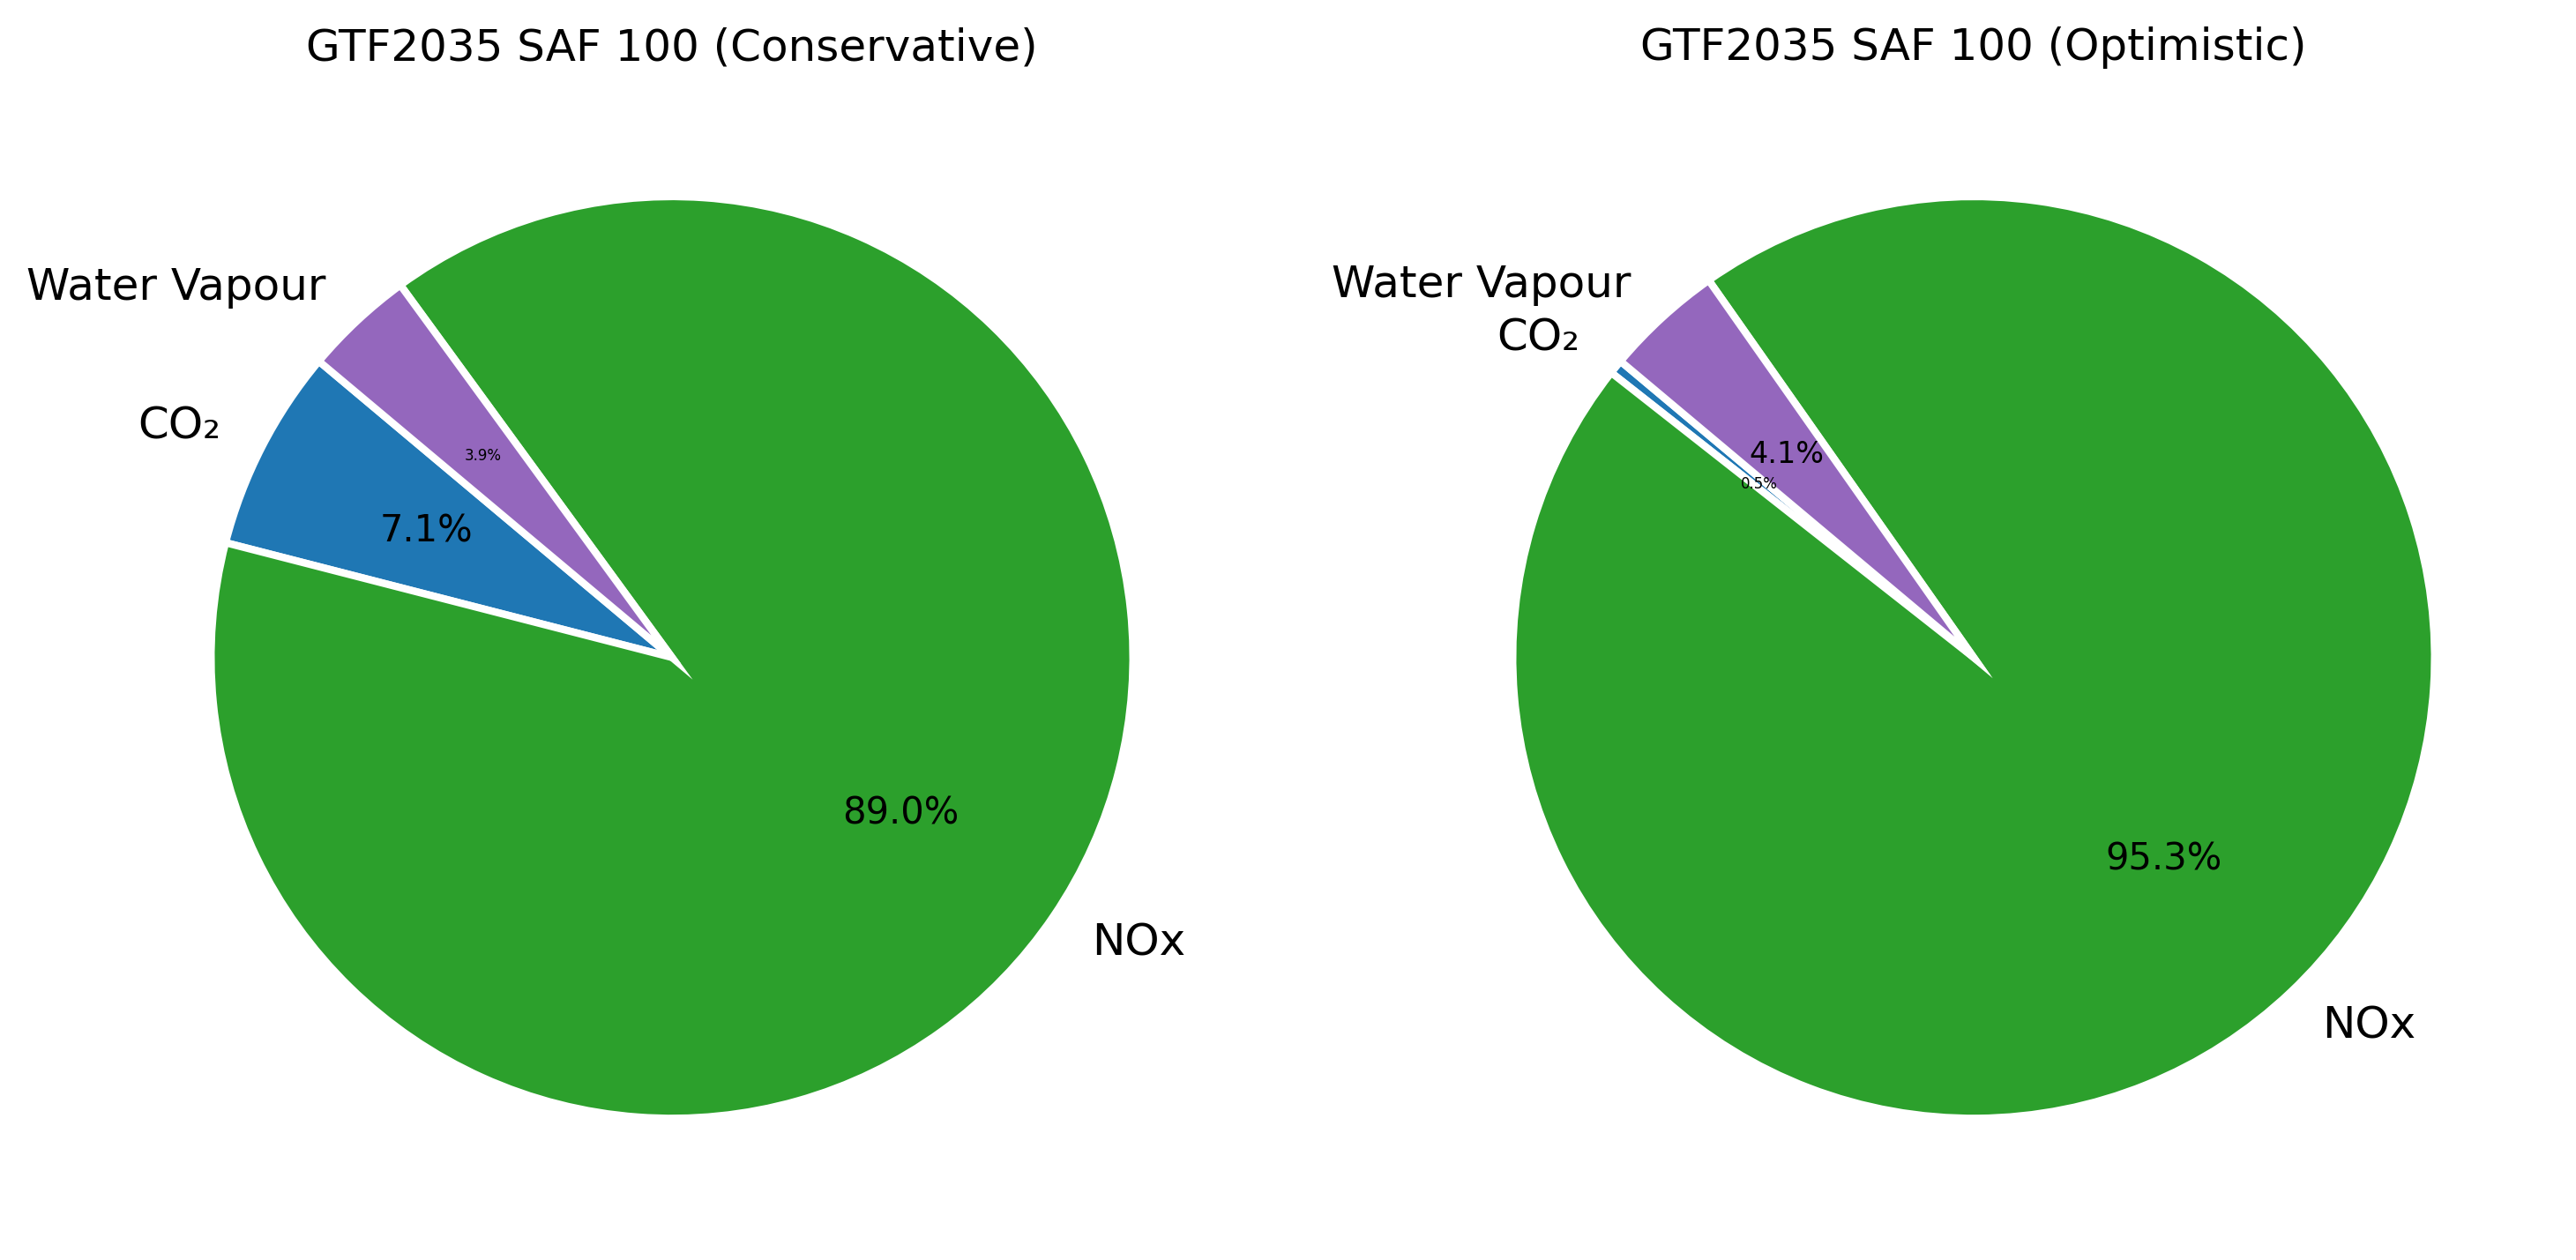 GTF2035 SAF 100 (Conservative)
Water Vapour
CO₂
3.9%
7.1%
89.0%
NOx
GTF2035 SAF 100 (Optimistic)
Water Vapour
CO₂
4.1%
0.5%
95.3%
NOx